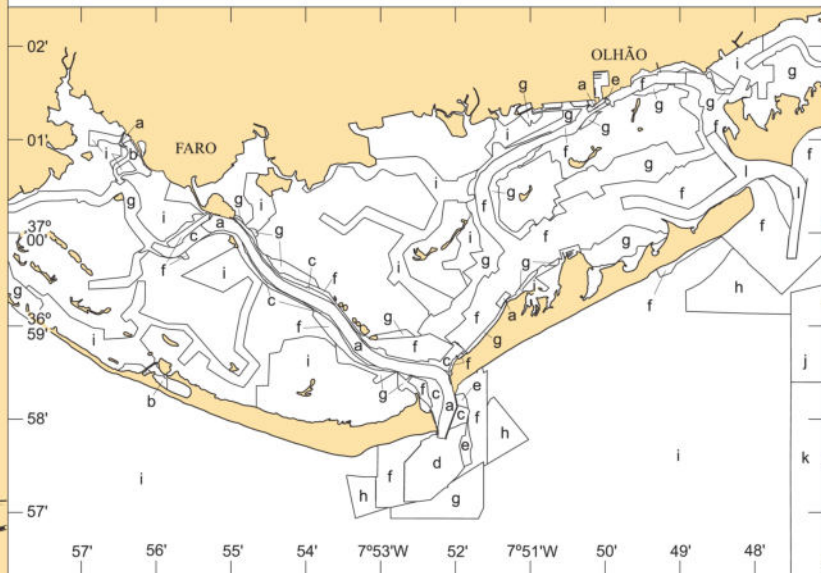 02'
OLHÃO
i
g
g
a
e
f
01'
a
i
b
FARO
i
g
g
g
g
f
f
i
f
l
l
i
g
i
g
g
f
g
f
37°
00'
a
c
f
g
c
f
i
i
i
g
f
g
g
i
f
f
h
g
36°
59'
c
f
g
a
f
f
a
g
j
i
i
g
f
c
f
e
b
c
a
c
f
58'
h
i
e
k
i
d
f
h
g
57'
57'
56'
55'
54'
7°53'W
52'
7°51'W
50'
49'
48'